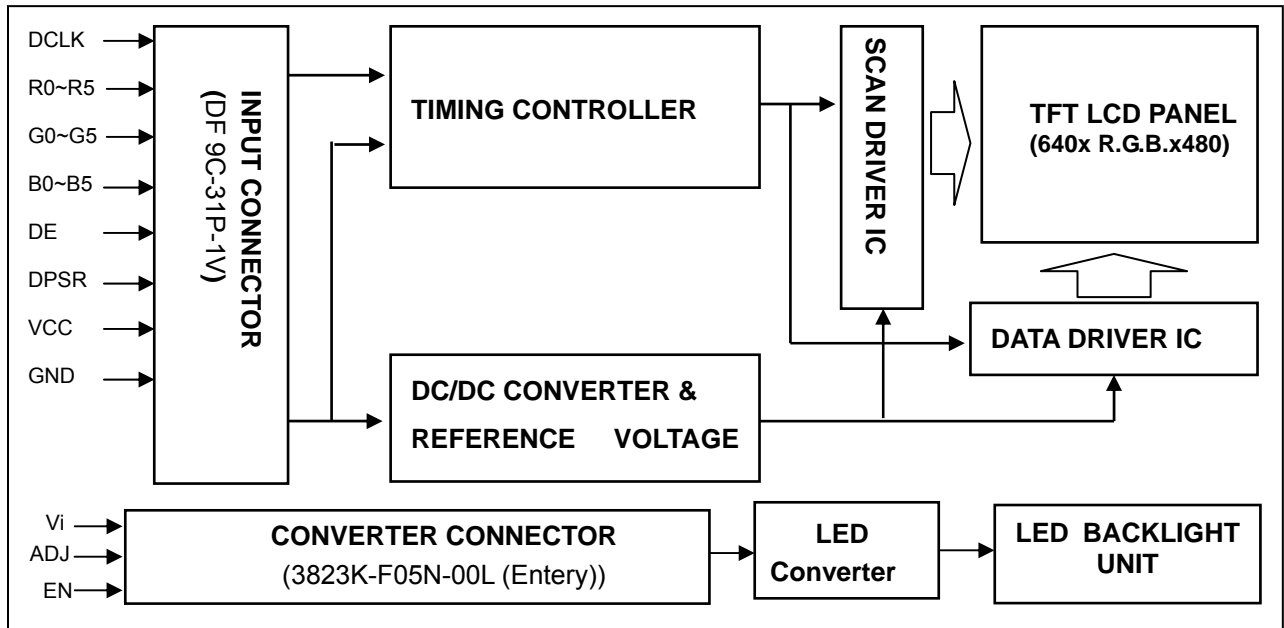 DCLK
R0~R5
G0~G5
B0~B5
DE
DPSR
VCC
GND
INPUT CONNECTOR
(DF 9C-31P-1V)
TIMING CONTROLLER
SCAN DRIVER IC
TFT LCD PANEL
(640x R.G.B.x480)
DATA DRIVER IC
DC/DC CONVERTER &
REFERENCE VOLTAGE
Vi
ADJ
EN
CONVERTER CONNECTOR
(3823K-F05N-00L (Entery))
LED
Converter
LED BACKLIGHT
UNIT